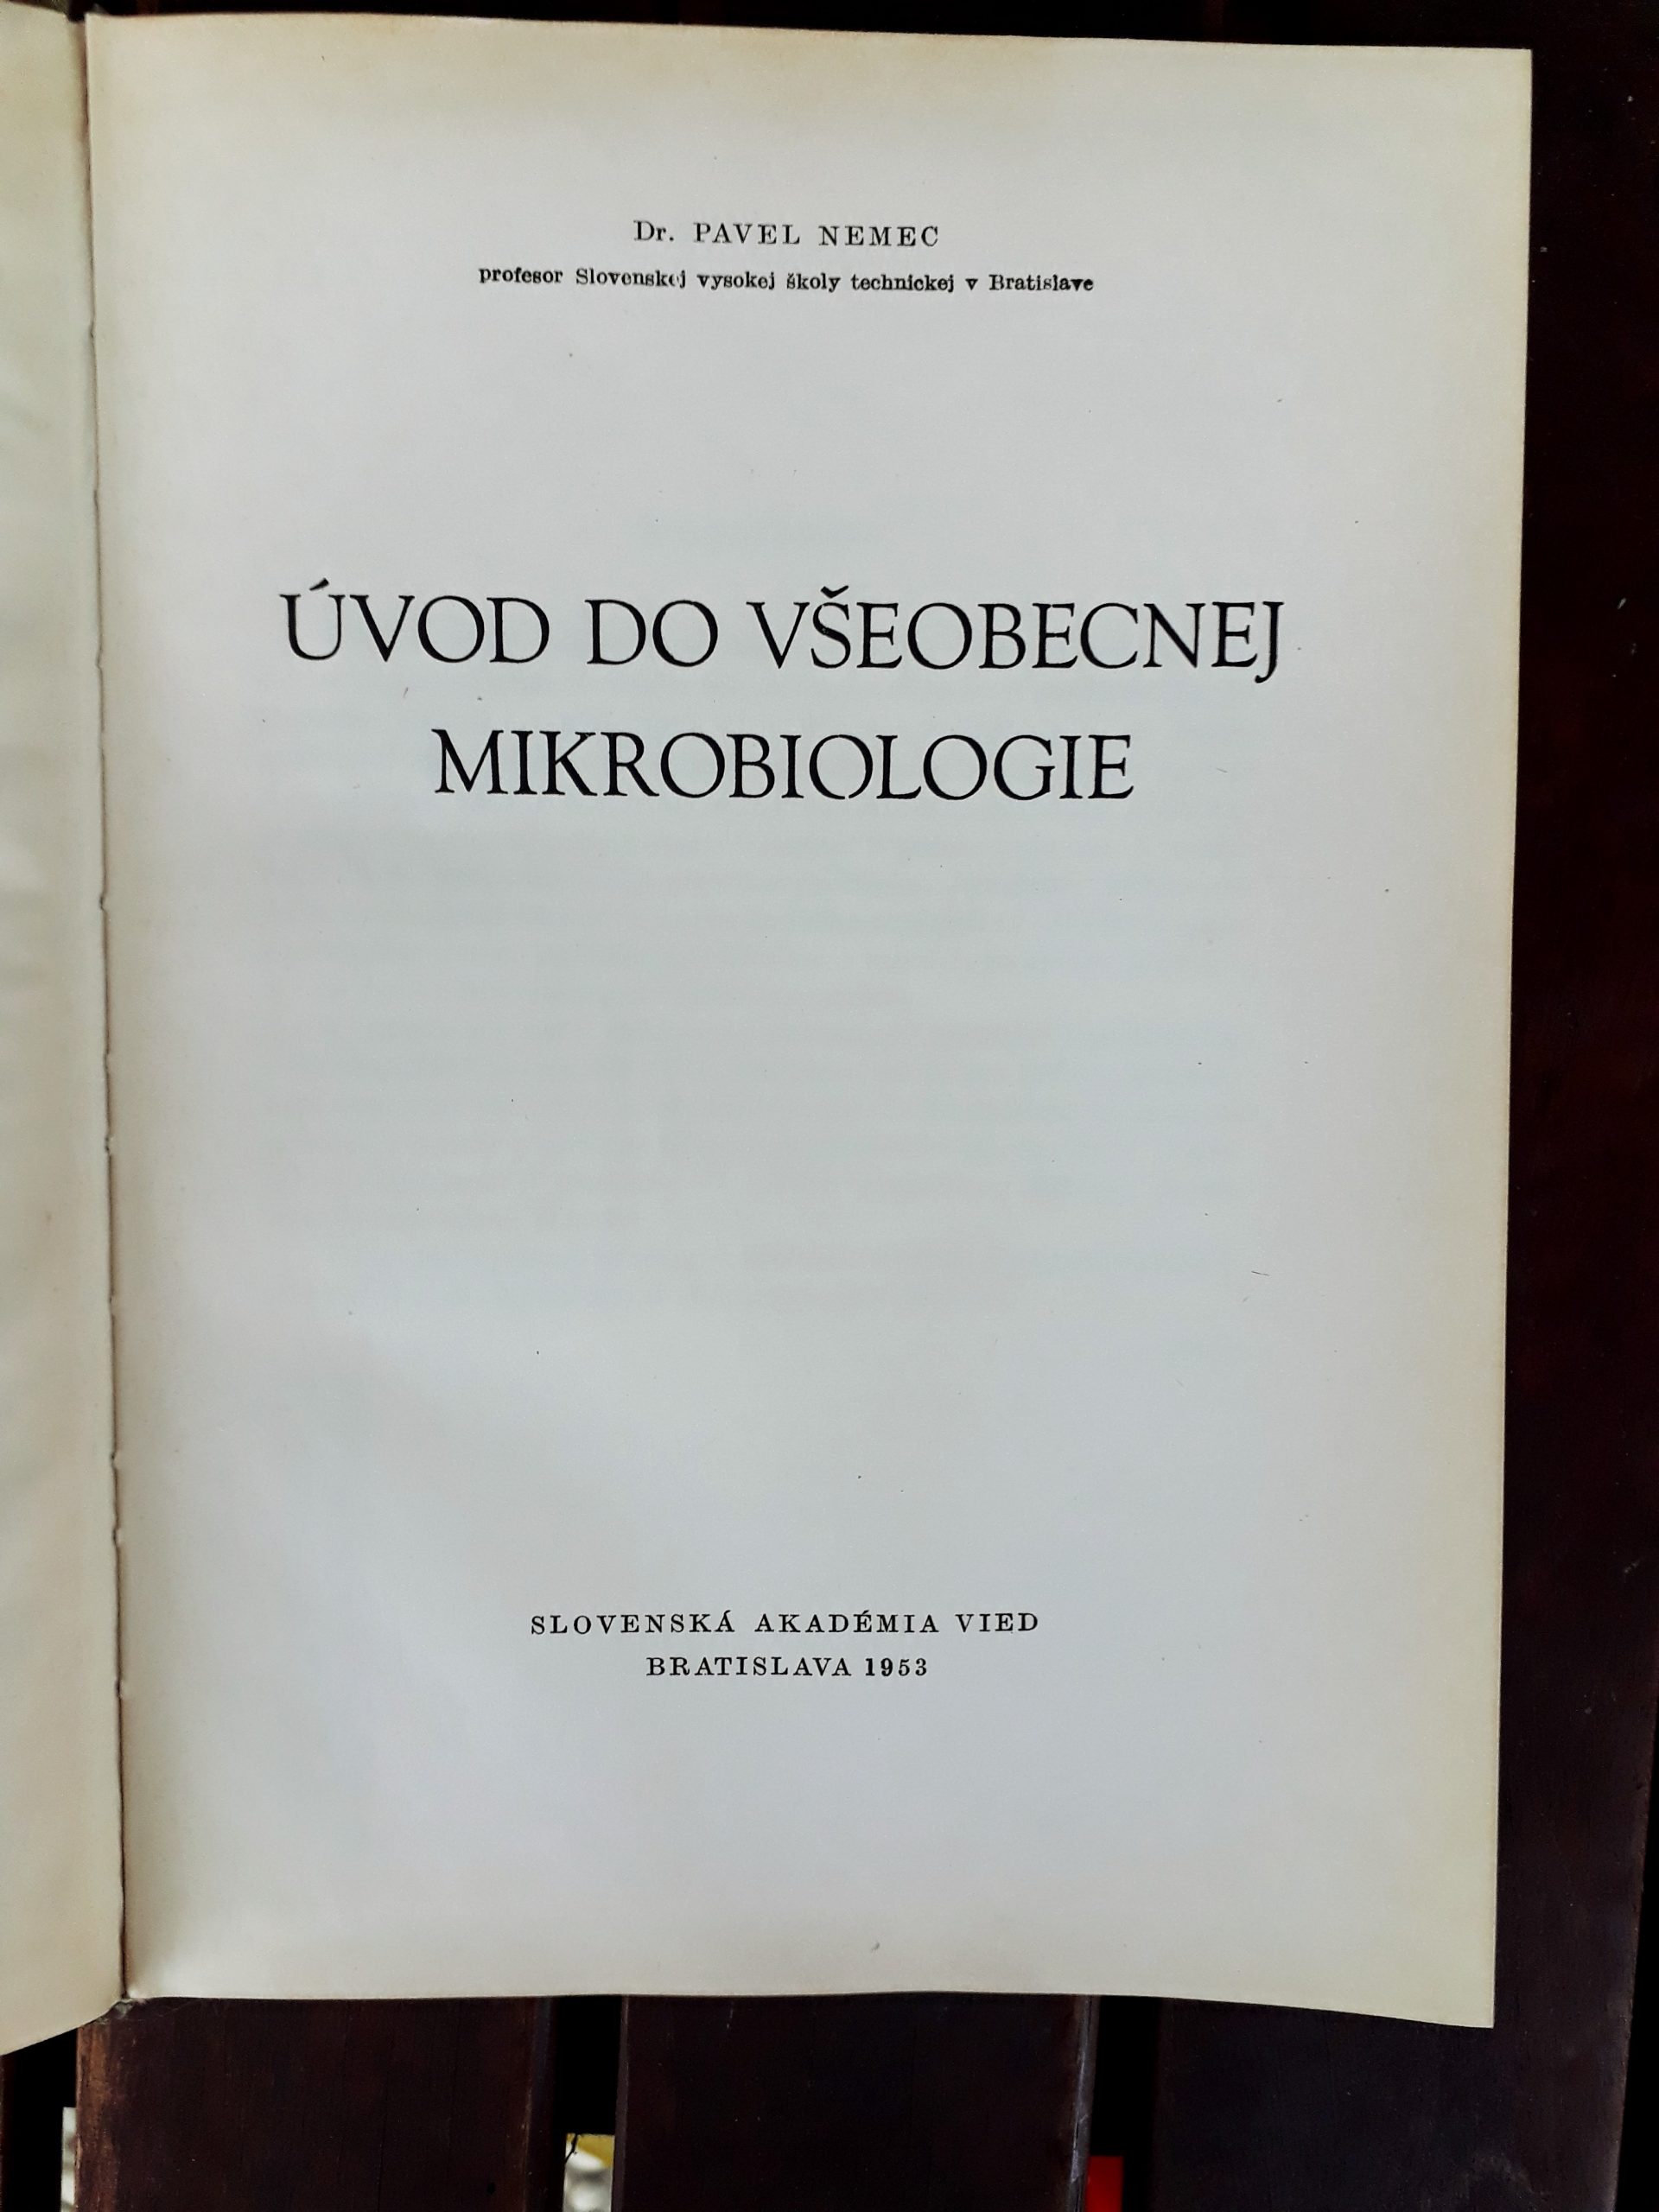 Dr. PAVEL NEMEC
profesor Slovenskej vysokej školy technickej v Bratislave
ÚVOD DO VŠEOBECNEJ
MIKROBIOLOGIE
SLOVENSKÁ AKADÉMIA VIED
BRATISLAVA 1953